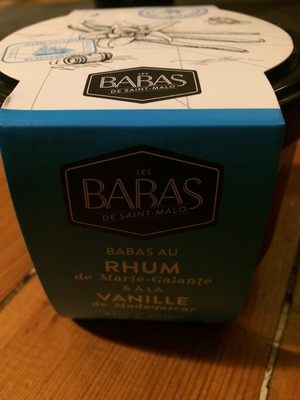 LES
BABAS
DE SAINT-MALO
LES
BABAS
DE SAINT-MALO
BABAS AU
RHUM
de Marie-Galante
& À LA
VANILLE
de Madagascar